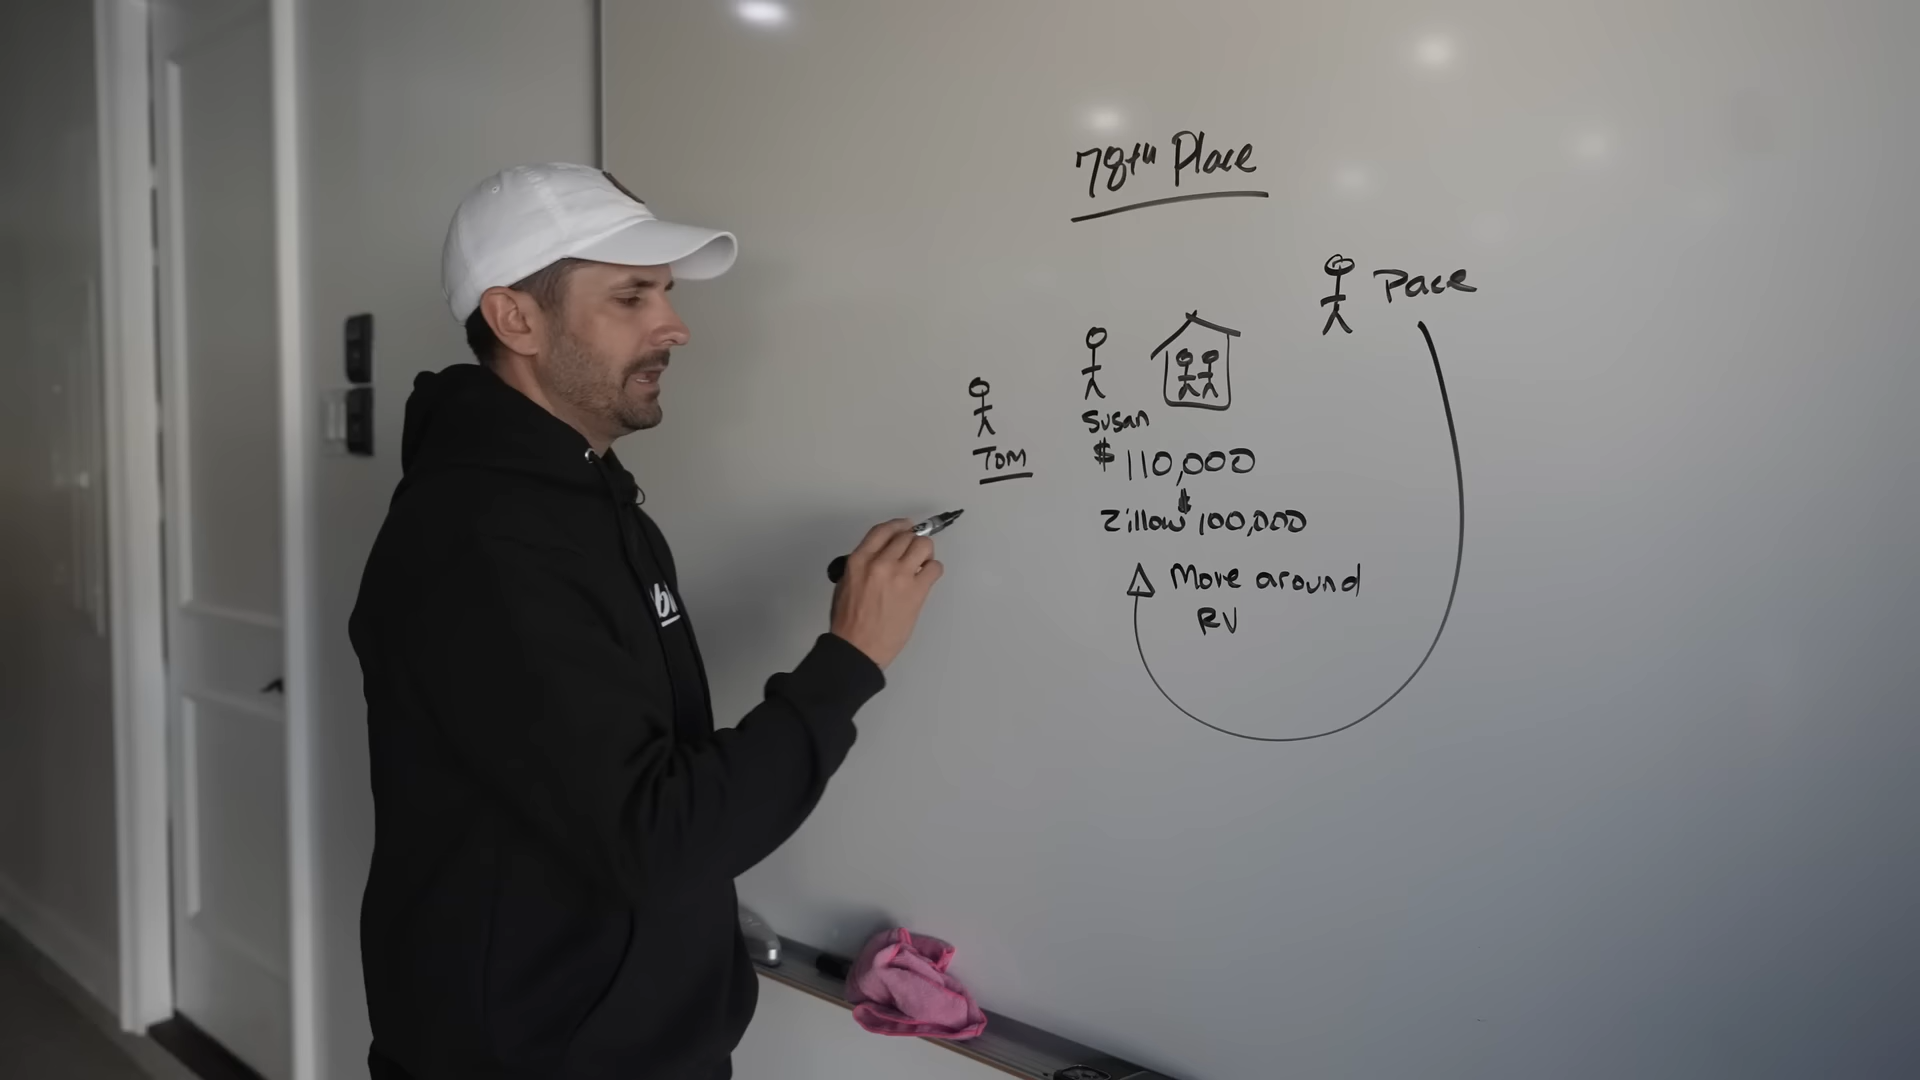 78th Place
Pace
Susan
Tom
$110,000
Zillow $100,000
Move around
RV